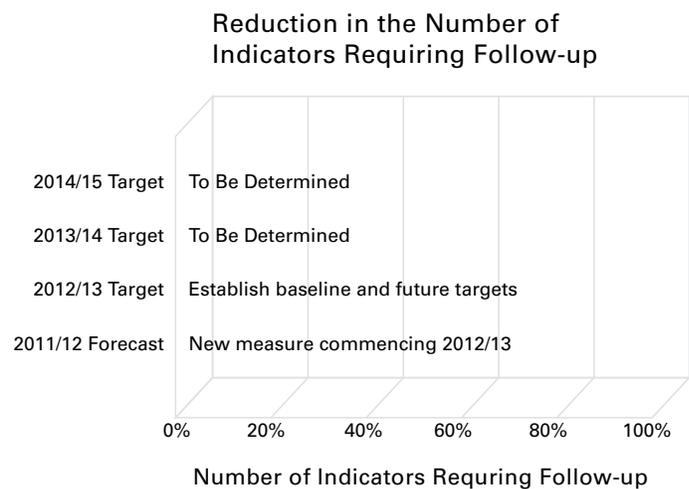 Reduction in the Number of
Indicators Requiring Follow-up
2014/15 Target To Be Determined
2013/14 Target To Be Determined
2012/13 Target Establish baseline and future targets
2011/12 Forecast New measure commencing 2012/13
0% 20% 40% 60% 80% 100%
Number of Indicators Requring Follow-up